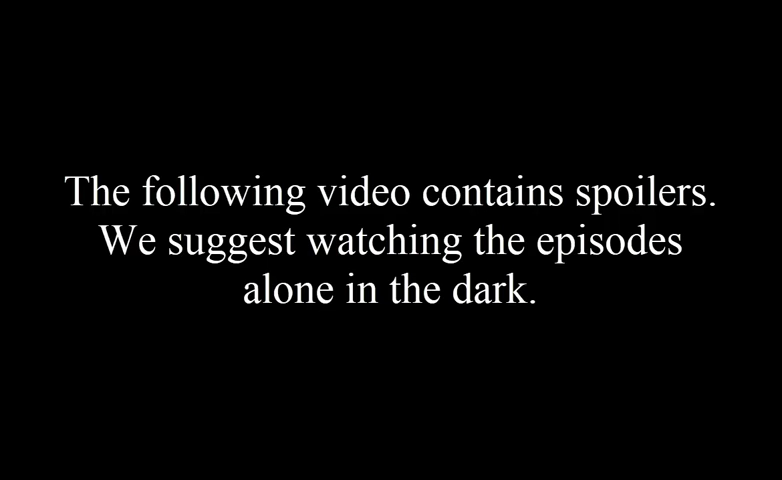 The following video contains spoilers.
We suggest watching the episodes
alone in the dark.